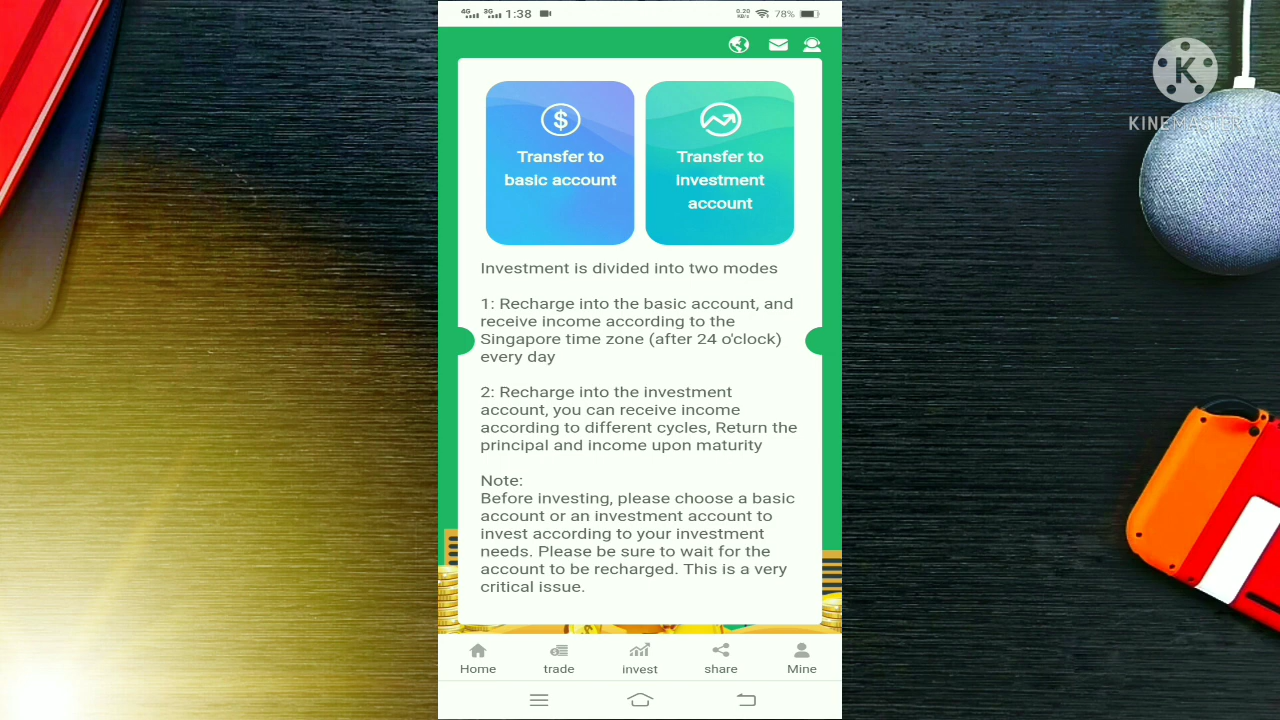 4G 3G 1:38 0.20 KB/s 78%
Transfer to
basic account
Transfer to
investment
account
Investment is divided into two modes
1: Recharge into the basic account, and
receive income according to the
Singapore time zone (after 24 o'clock)
every day
2: Recharge into the investment
account, you can receive income
according to different cycles, Return the
principal and income upon maturity
Note:
Before investing, please choose a basic
account or an investment account to
invest according to your investment
needs. Please be sure to wait for the
account to be recharged. This is a very
critical issue.
Home trade invest share Mine
K
KINEMASTER